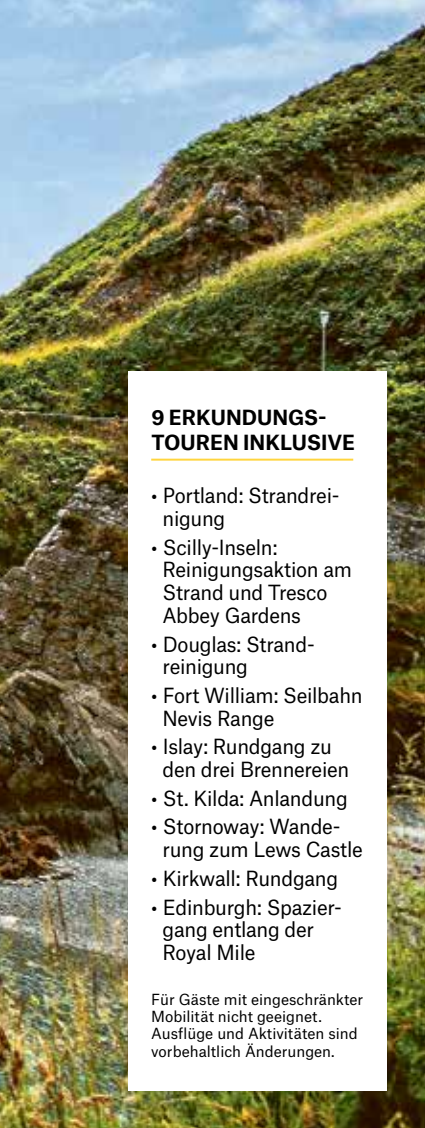 9 ERKUNDUNGS-
TOUREN INKLUSIVE
• Portland: Strandrei-
nigung
• Scilly-Inseln:
Reinigungsaktion am
Strand und Tresco
Abbey Gardens
• Douglas: Strand-
reinigung
• Fort William: Seilbahn
Nevis Range
• Islay: Rundgang zu
den drei Brennereien
• St. Kilda: Anlandung
• Stornoway: Wande-
rung zum Lews Castle
• Kirkwall: Rundgang
• Edinburgh: Spazier-
gang entlang der
Royal Mile
Für Gäste mit eingeschränkter
Mobilität nicht geeignet.
Ausflüge und Aktivitäten sind
vorbehaltlich Änderungen.